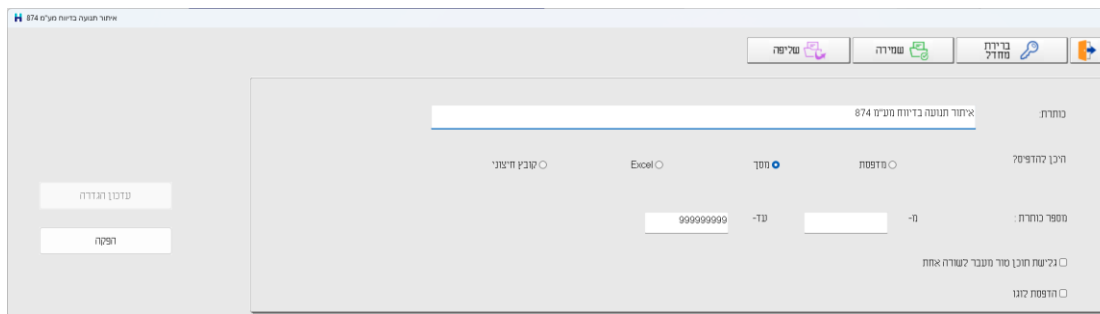 איתור תנועה בדיווח מע"מ 874
ברירת מחדל
שמירה
שליפה
כותרת:
איתור תנועה בדיווח מע"מ 874
היכן להדפיס?
מדפסת
מסך
Excel
קובץ חיצוני
עדכון הגדרה
מספר כותרת :
מ-
עד-
999999999
הפקה
גלישת תוכן טור מעבר לשורה אחת
הדפסת לוגו